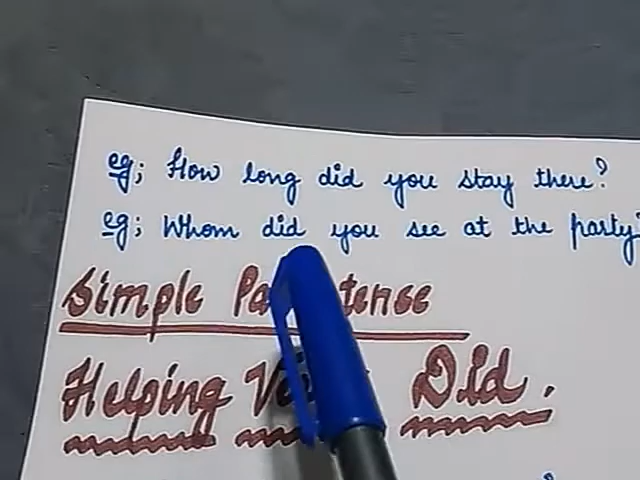 eg; How long did you stay there?
eg; Whom did you see at the party?
Simple tense
Helping Did.